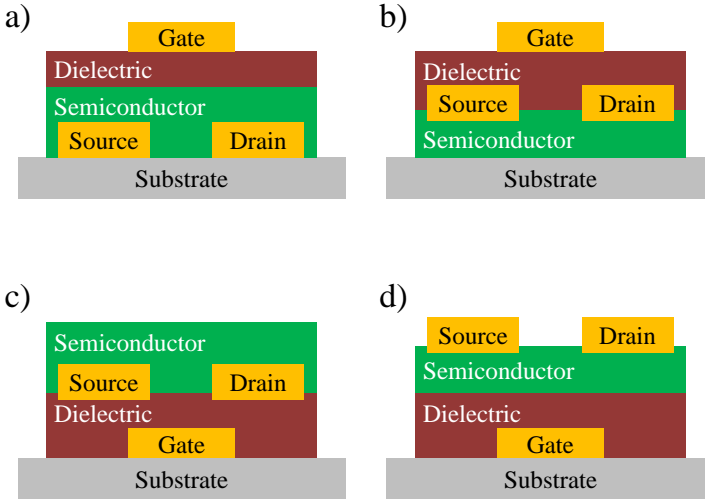 a)
Gate
Dielectric
Semiconductor
Source
Drain
Substrate
b)
Gate
Dielectric
Source
Drain
Semiconductor
Substrate
c)
Semiconductor
Source
Drain
Dielectric
Gate
Substrate
d)
Source
Drain
Semiconductor
Dielectric
Gate
Substrate